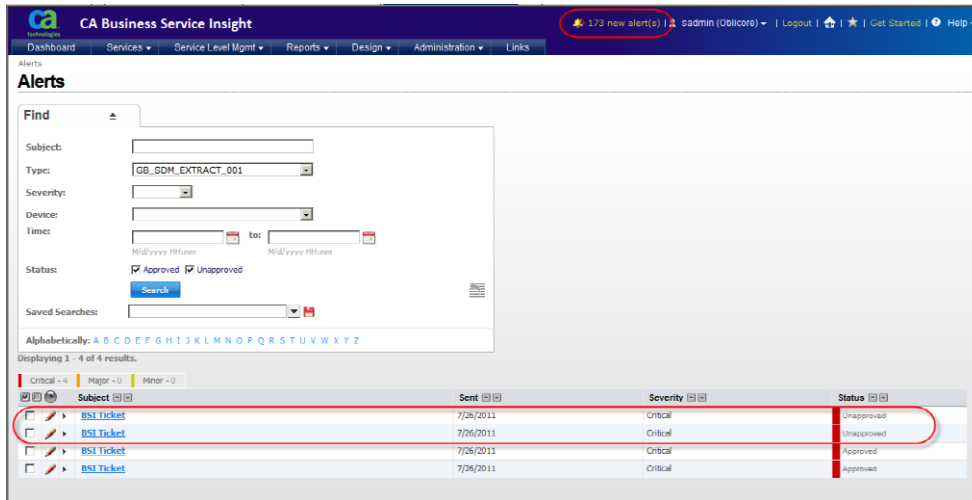 ca technologies CA Business Service Insight 173 new alert(s) | sadmin (Oblicore) | Logout | | | Get Started | Help
Dashboard Services Service Level Mgmt Reports Design Administration Links
Alerts
Alerts
Find
Subject:
Type: GB_SDM_EXTRACT_001
Severity:
Device:
Time: to:
M/d/yyyy HH:mm M/d/yyyy HH:mm
Status: Approved Unapproved
Search
Saved Searches:
Alphabetically: A B C D E F G H I J K L M N O P Q R S T U V W X Y Z
Displaying 1 - 4 of 4 results.
Critical - 4 Major - 0 Minor - 0
Subject Sent Severity Status
BSI Ticket 7/26/2011 Critical Unapproved
BSI Ticket 7/26/2011 Critical Unapproved
BSI Ticket 7/26/2011 Critical Approved
BSI Ticket 7/26/2011 Critical Approved